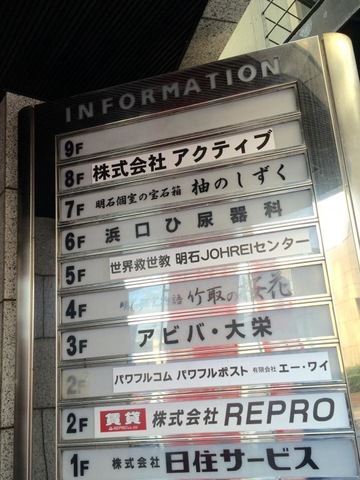 INFORMATION
9F
8F 株式会社 アクティブ
7F 明石個室の宝石箱 柚のしずく
6F 浜口ひ尿器科
5F 世界救世教 明石JOHREIセンター
4F 竹取の桜花
3F アビバ・大栄
2F パワフルコム パワフルポスト 有限会社 エー・ワイ
2F 賃貸 株式会社 REPRO
1F 株式会社 日住サービス